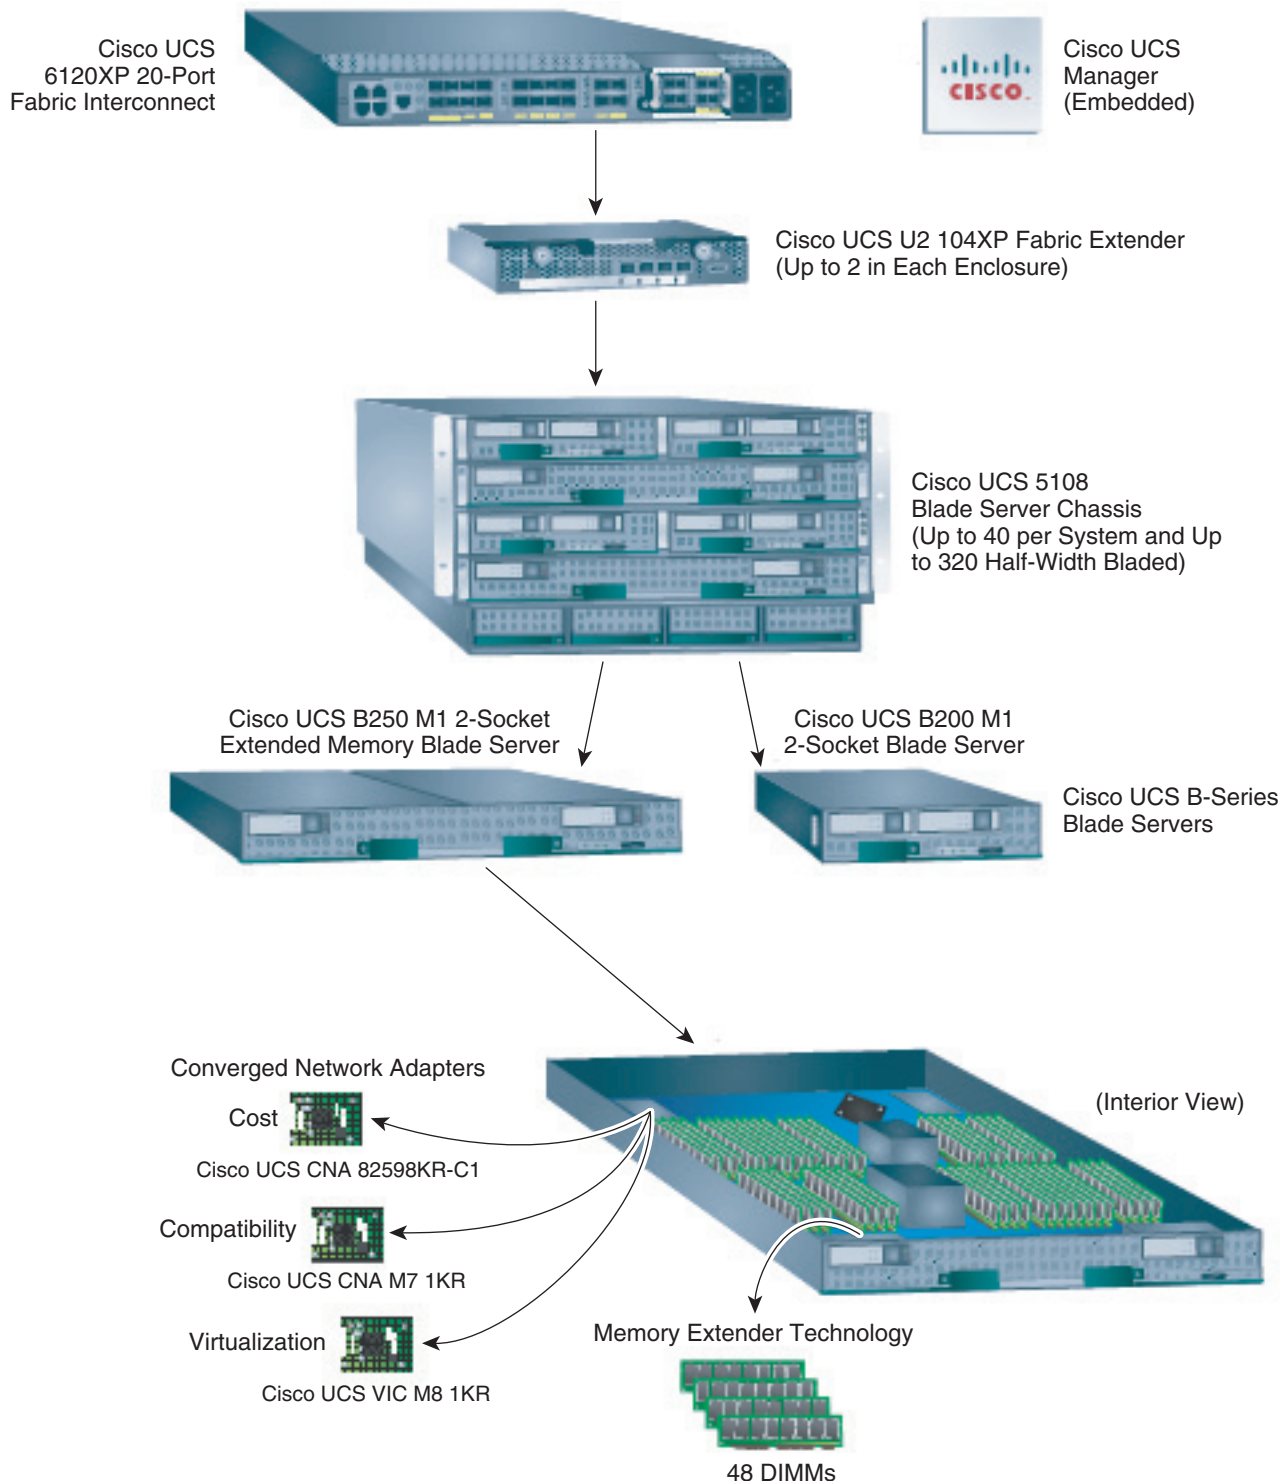 Cisco UCS
6120XP 20-Port
Fabric Interconnect
CISCO
Cisco UCS
Manager
(Embedded)
Cisco UCS U2 104XP Fabric Extender
(Up to 2 in Each Enclosure)
Cisco UCS 5108
Blade Server Chassis
(Up to 40 per System and Up
to 320 Half-Width Bladed)
Cisco UCS B250 M1 2-Socket
Extended Memory Blade Server
Cisco UCS B200 M1
2-Socket Blade Server
Cisco UCS B-Series
Blade Servers
Converged Network Adapters
Cost
Cisco UCS CNA 82598KR-C1
Compatibility
Cisco UCS CNA M7 1KR
Virtualization
Cisco UCS VIC M8 1KR
(Interior View)
Memory Extender Technology
48 DIMMs